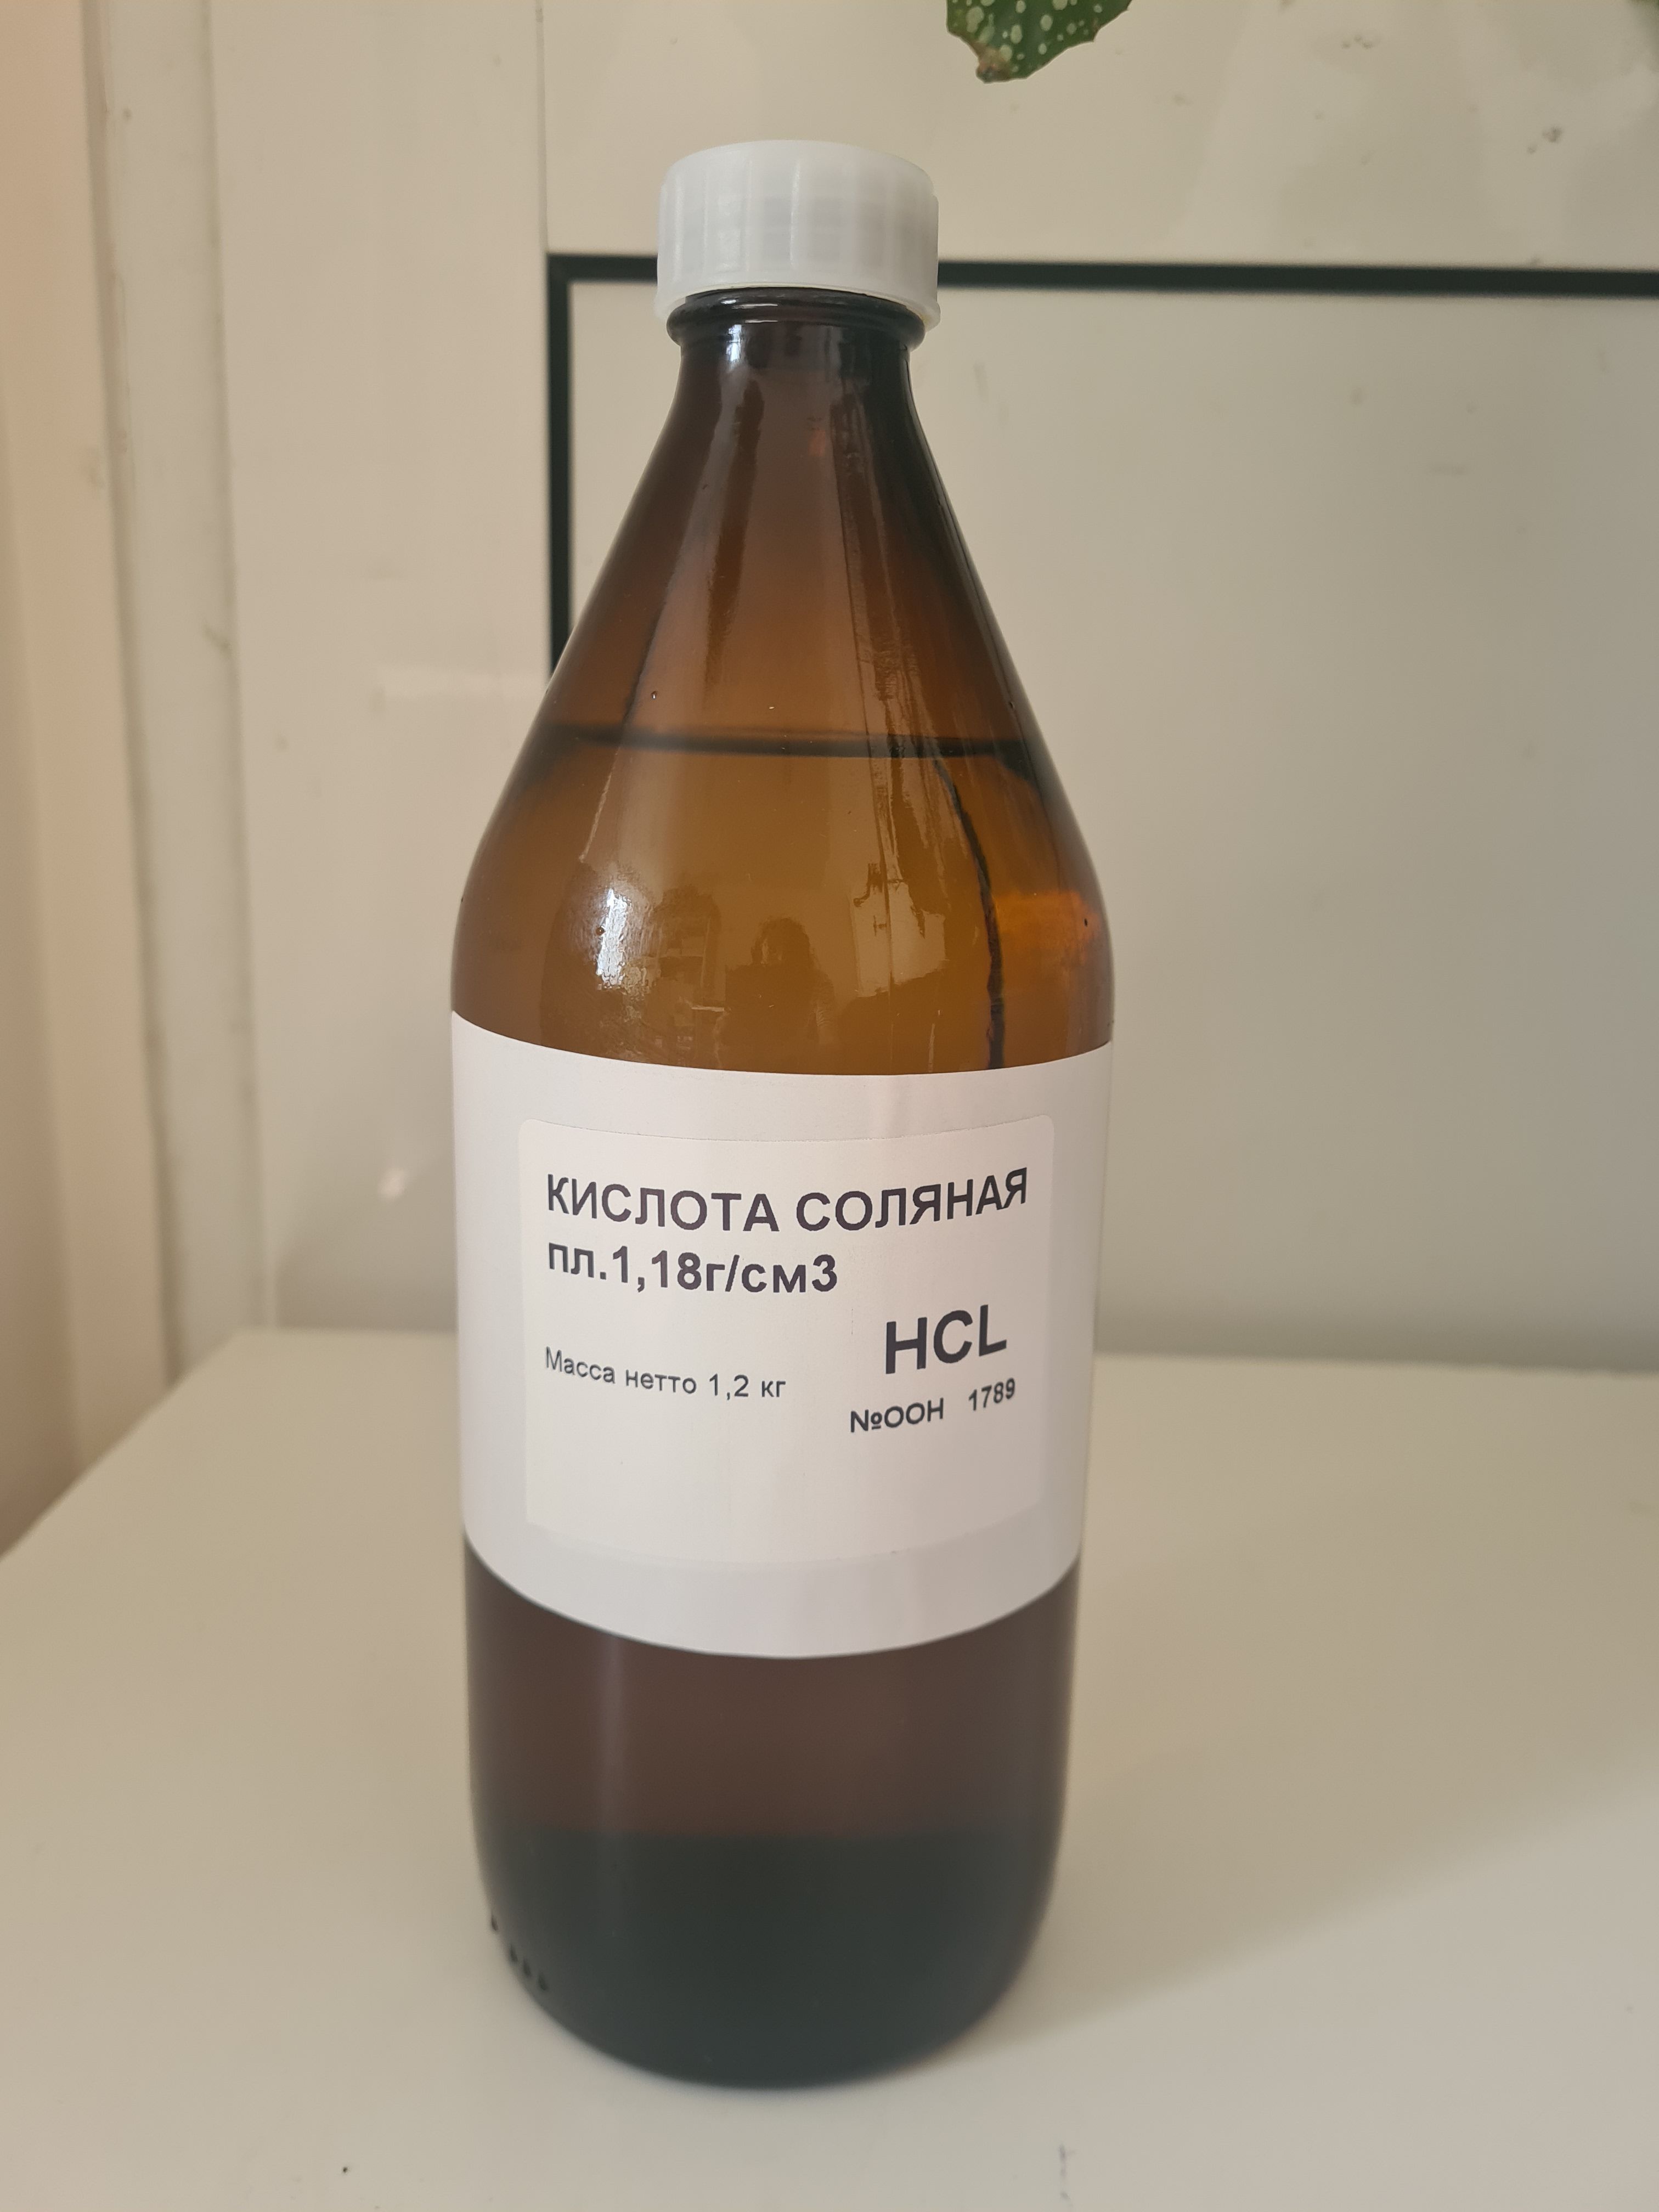 КИСЛОТА СОЛЯНАЯ
пл.1,18г/см3
HCL
Масса нетто 1,2 кг
№ООН 1789